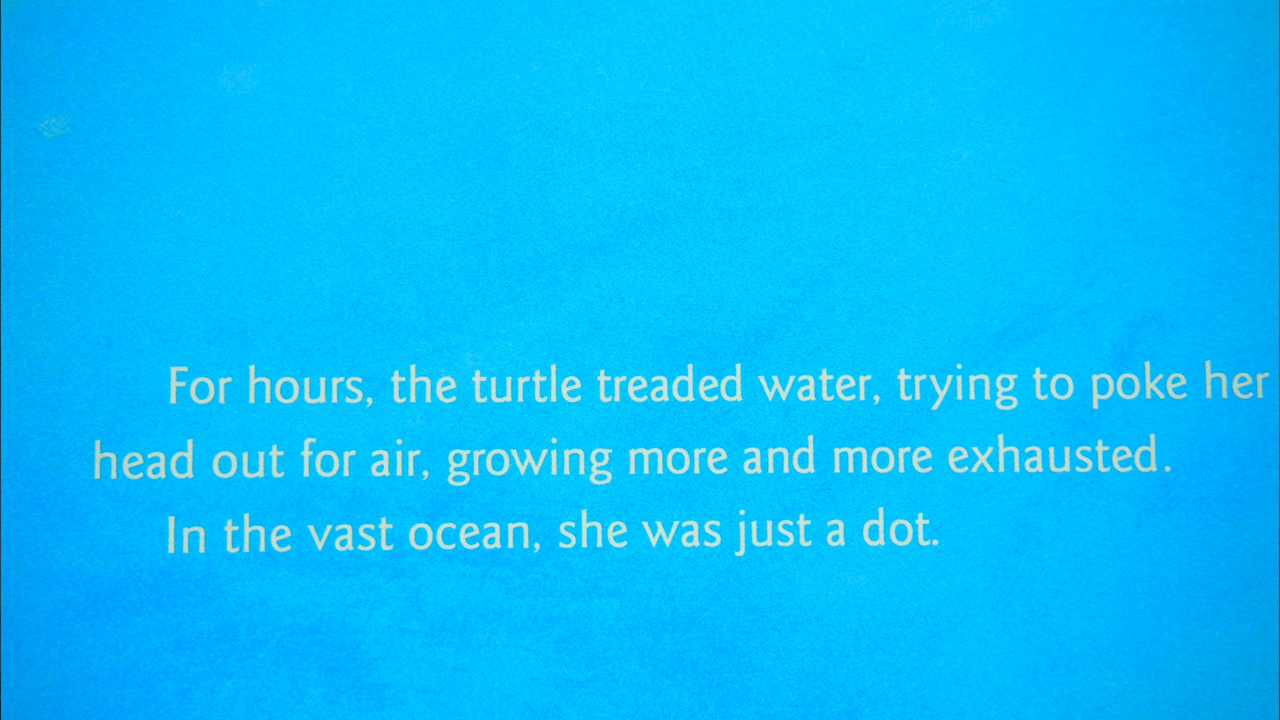 For hours, the turtle treaded water, trying to poke her
head out for air, growing more and more exhausted.
In the vast ocean, she was just a dot.